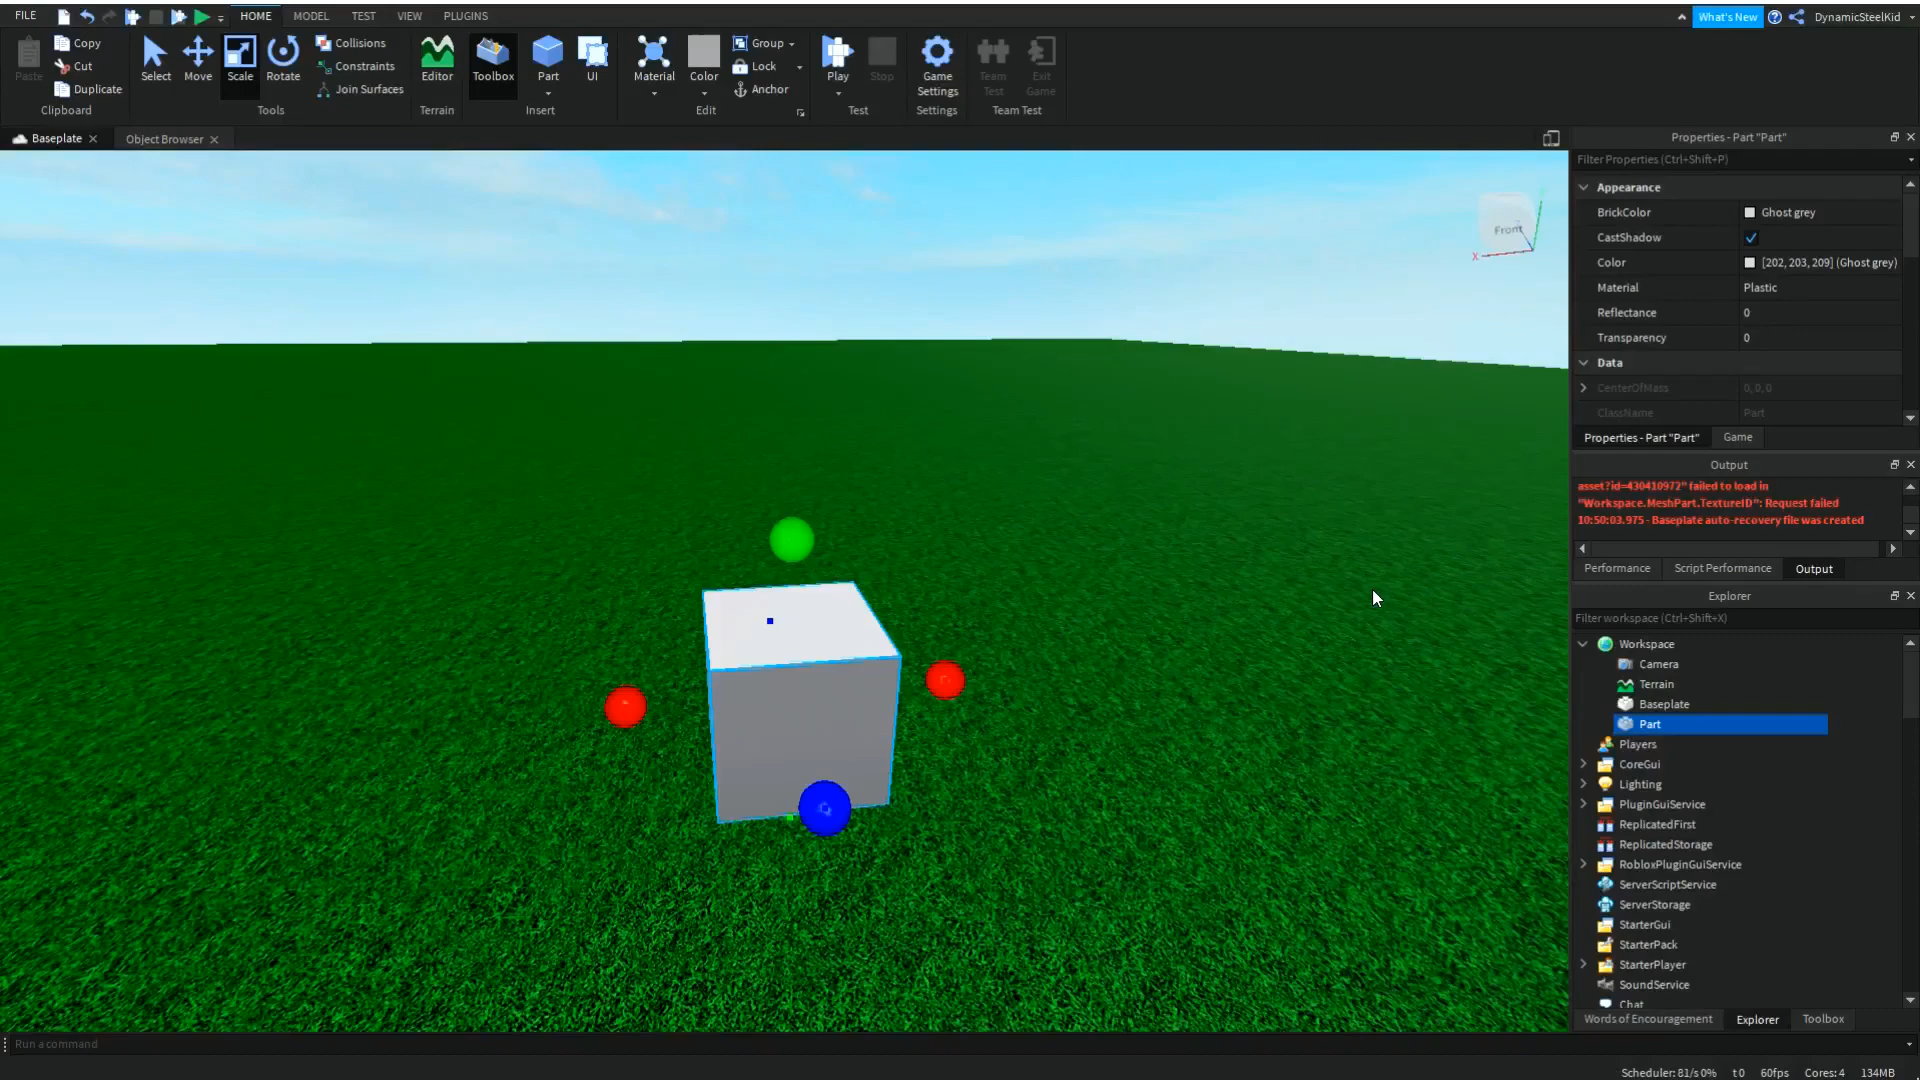 FILE
HOME
MODEL
TEST
VIEW
PLUGINS
What's New
DynamicSteelKid
Paste
Copy
Cut
Duplicate
Clipboard
Select
Move
Scale
Rotate
Collisions
Constraints
Join Surfaces
Tools
Editor
Terrain
Toolbox
Part
UI
Insert
Material
Color
Group
Lock
Anchor
Edit
Play
Stop
Test
Game
Settings
Settings
Team
Test
Exit
Game
Team Test
Baseplate
Object Browser
Front
X
Properties - Part "Part"
Filter Properties (Ctrl+Shift+P)
Appearance
BrickColor Ghost grey
CastShadow
Color [202, 203, 209] (Ghost grey)
Material Plastic
Reflectance 0
Transparency 0
Data
CenterOfMass 0, 0, 0
ClassName Part
Properties - Part "Part" Game
Output
asset?id=430410972" failed to load in
"Workspace.MeshPart.TextureID": Request failed
10:50:03.975 - Baseplate auto-recovery file was created
Performance Script Performance Output
Explorer
Filter workspace (Ctrl+Shift+X)
Workspace
Camera
Terrain
Baseplate
Part
Players
CoreGui
Lighting
PluginGuiService
ReplicatedFirst
ReplicatedStorage
RobloxPluginGuiService
ServerScriptService
ServerStorage
StarterGui
StarterPack
StarterPlayer
SoundService
Chat
Words of Encouragement Explorer Toolbox
Run a command
Scheduler: 81/s 0% t 0 60fps Cores: 4 134MB